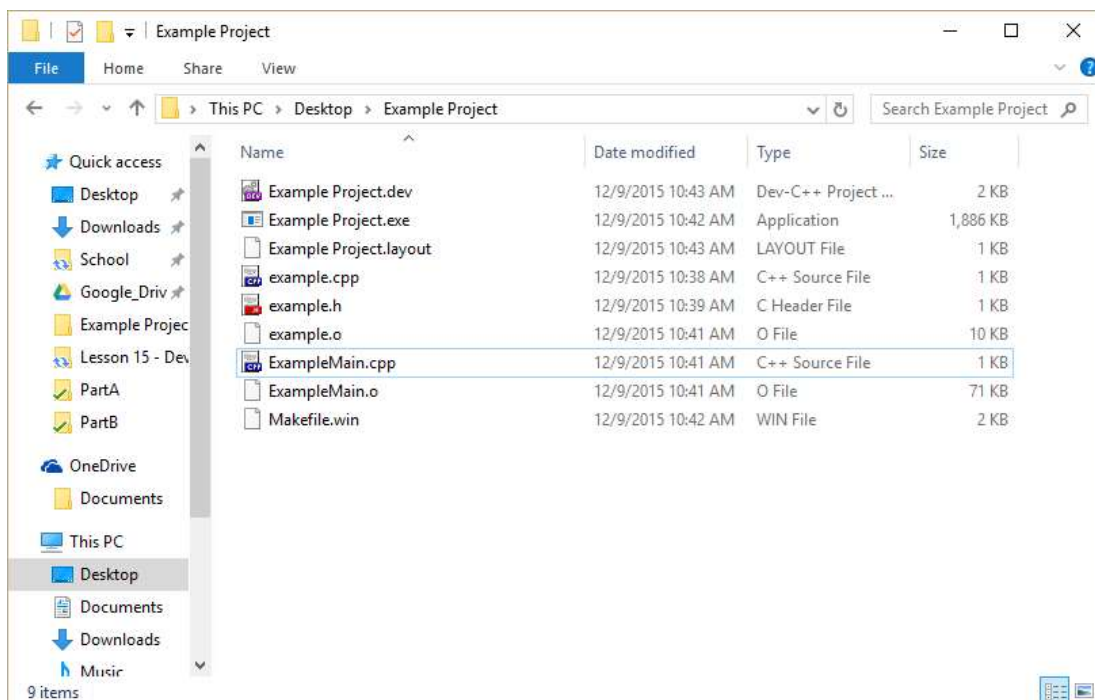 Example Project
File Home Share View
This PC Desktop Example Project Search Example Project
Quick access
Desktop
Downloads
School
Google_Driv
Example Projec
Lesson 15 - Dev
PartA
PartB
OneDrive
Documents
This PC
Desktop
Documents
Downloads
Music
Name Date modified Type Size
Example Project.dev 12/9/2015 10:43 AM Dev-C++ Project ... 2 KB
Example Project.exe 12/9/2015 10:42 AM Application 1,886 KB
Example Project.layout 12/9/2015 10:43 AM LAYOUT File 1 KB
example.cpp 12/9/2015 10:38 AM C++ Source File 1 KB
example.h 12/9/2015 10:39 AM C Header File 1 KB
example.o 12/9/2015 10:41 AM O File 10 KB
ExampleMain.cpp 12/9/2015 10:41 AM C++ Source File 1 KB
ExampleMain.o 12/9/2015 10:41 AM O File 71 KB
Makefile.win 12/9/2015 10:42 AM WIN File 2 KB
9 items